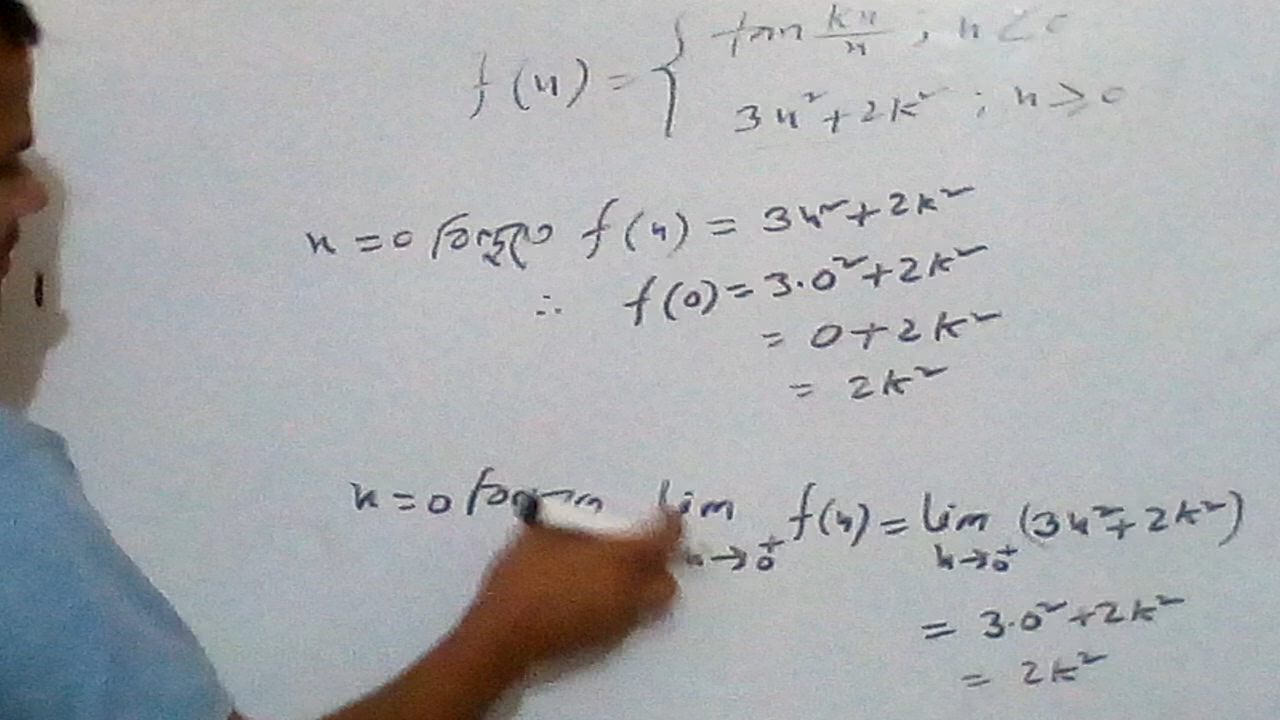 f(x) = { tan kx/x ; x < 0
3x² + 2k² ; x ≥ 0
x = 0 বিন্দুতে f(x) = 3x² + 2k²
∴ f(0) = 3.0² + 2k²
= 0 + 2k²
= 2k²
x = 0 lim x→0⁺ f(x) = lim x→0⁺ (3x² + 2k²)
= 3.0² + 2k²
= 2k²